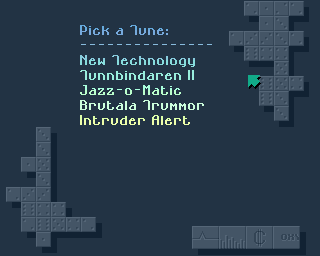 Pick a Tune:
---------------
New Technology
Tunnbindaren II
Jazz-o-Matic
Brutala Trummor
Intruder Alert